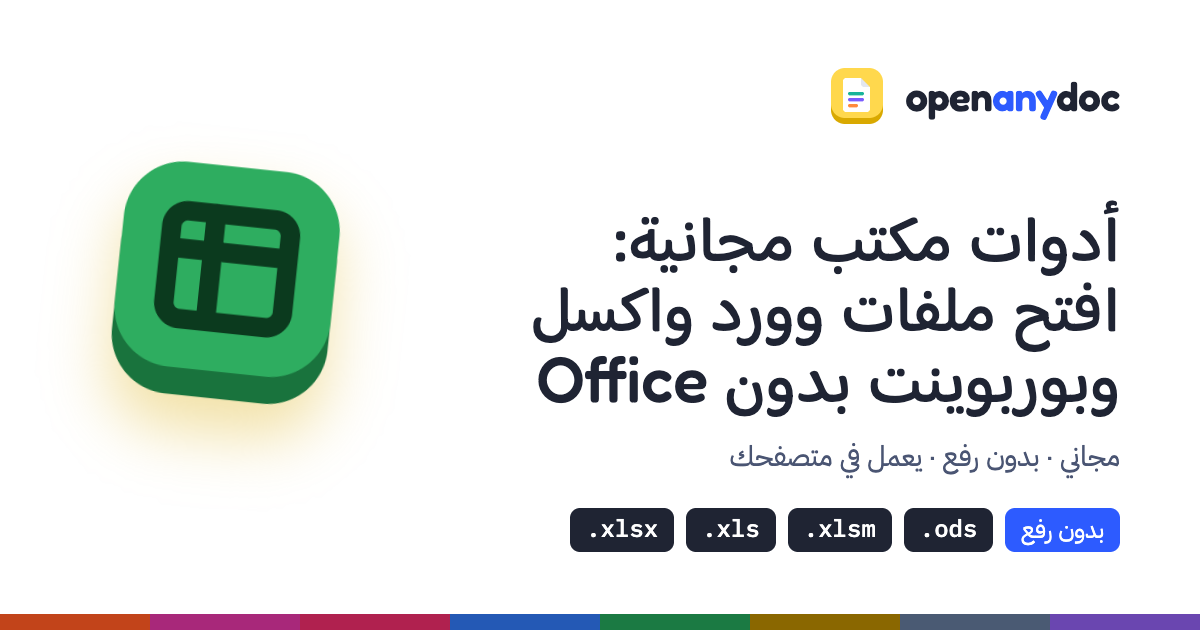 openanydoc
أدوات مكتب مجانية:
افتح ملفات وورد واكسل
وبوربوينت بدون Office
مجاني · بدون رفع · يعمل في متصفحك
بدون رفع .ods .xlsm .xls .xlsx